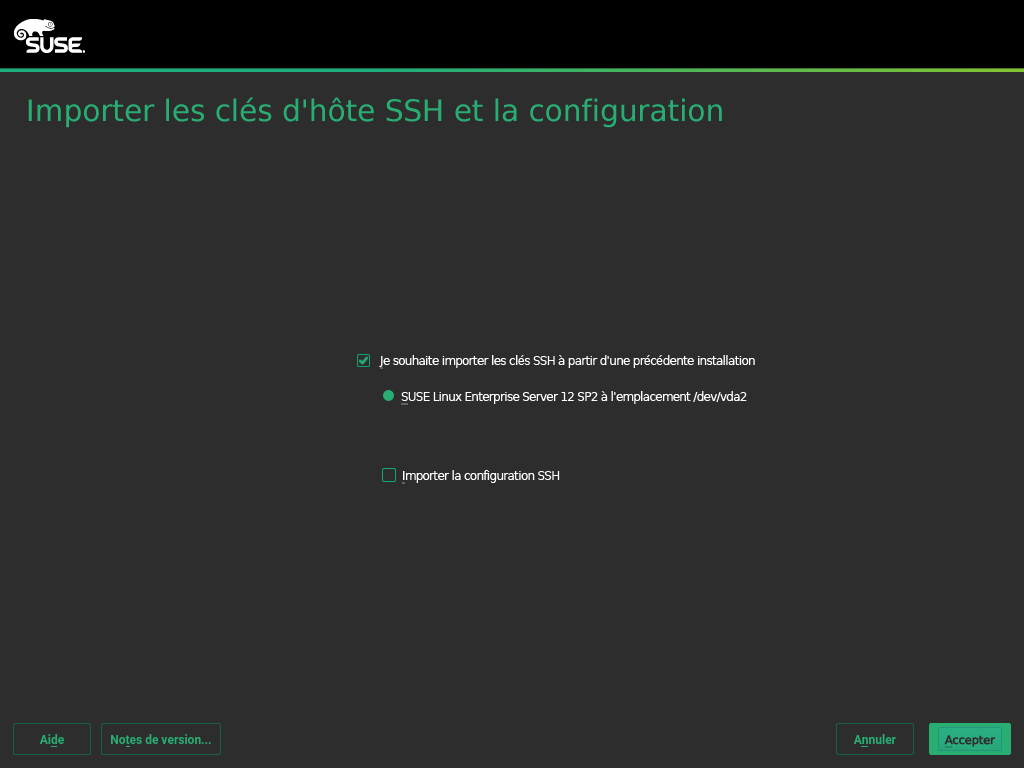 SUSE.
Importer les clés d'hôte SSH et la configuration
Je souhaite importer les clés SSH à partir d'une précédente installation
SUSE Linux Enterprise Server 12 SP2 à l'emplacement /dev/vda2
Importer la configuration SSH
Aide
Notes de version...
Annuler
Accepter